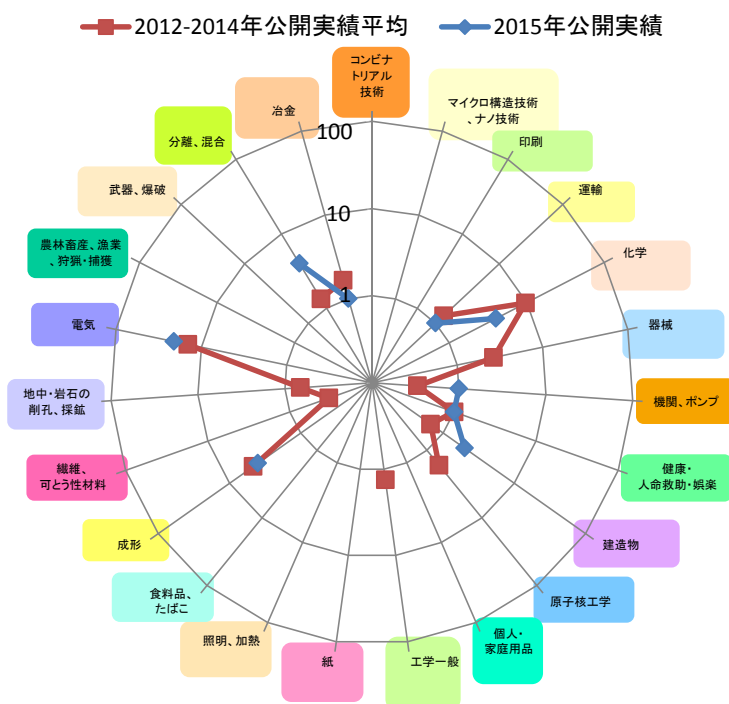 2012-2014年公開実績平均
2015年公開実績
コンビナ
トリアル
技術
マイクロ構造技術
、ナノ技術
印刷
運輸
化学
器械
機関、ポンプ
健康・
人命救助・娯楽
建造物
原子核工学
個人・
家庭用品
工学一般
紙
照明、加熱
食料品、
たばこ
成形
繊維、
可とう性材料
地中・岩石の
削孔、採鉱
電気
農林畜産、漁業
、狩猟・捕獲
武器、爆破
分離、混合
冶金
100
10
1